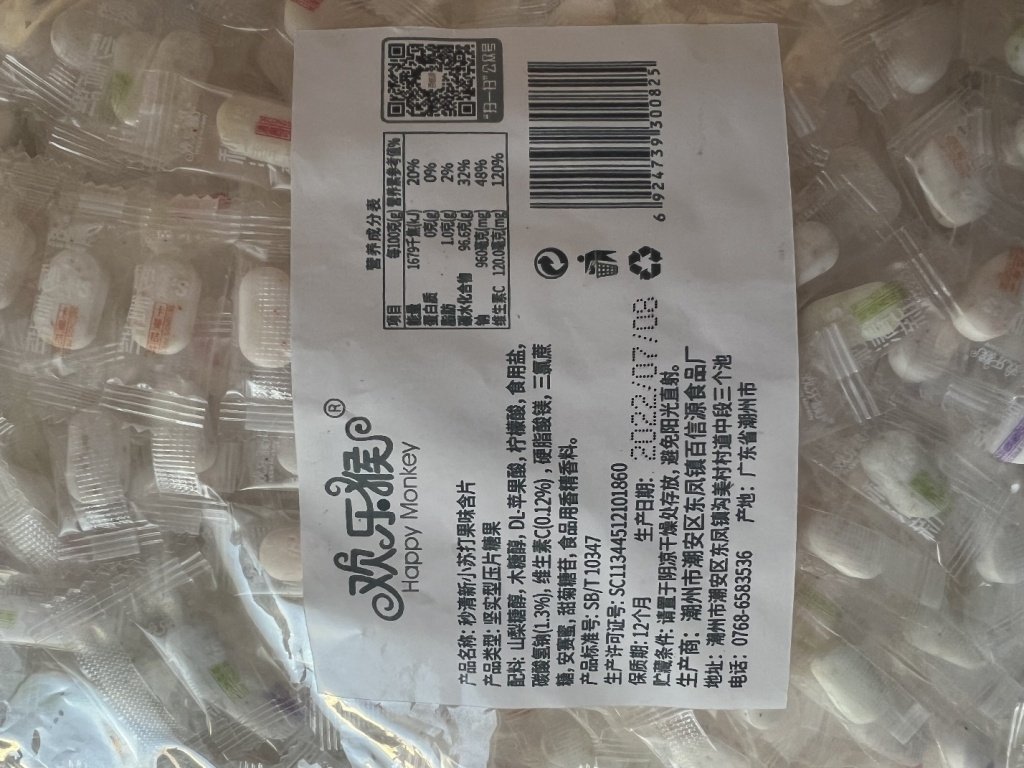 欢乐猴®
Happy Monkey
产品名称: 秒清新小苏打果味含片
产品类型: 坚实型压片糖果
配料: 山梨糖醇, 木糖醇, DL-苹果酸, 柠檬酸, 食用盐,
碳酸氢钠(1.3%), 维生素C(0.12%), 硬脂酸镁, 三氯蔗
糖, 安赛蜜, 甜菊糖苷, 食品用香精香料。
产品标准号: SB/T 10347
生产许可证号: SC11344512101860
保质期: 12个月 生产日期: 2022/07/08
贮藏条件: 请置于阴凉干燥处存放, 避免阳光直射。
生产商: 潮州市潮安区东凤镇百信源食品厂
地址: 潮州市潮安区东凤镇沟美村村道中段三个池
电话: 0768-6583536 产地: 广东省潮州市
营养成分表
项目 每100克(g) 营养素参考值%
能量 1679千焦(kJ) 20%
蛋白质 0克(g) 0%
脂肪 1.0克(g) 2%
碳水化合物 96.6克(g) 32%
钠 960毫克(mg) 48%
维生素C 120.0毫克(mg) 120%
"扫一扫"公众号
6 924739 130082 5